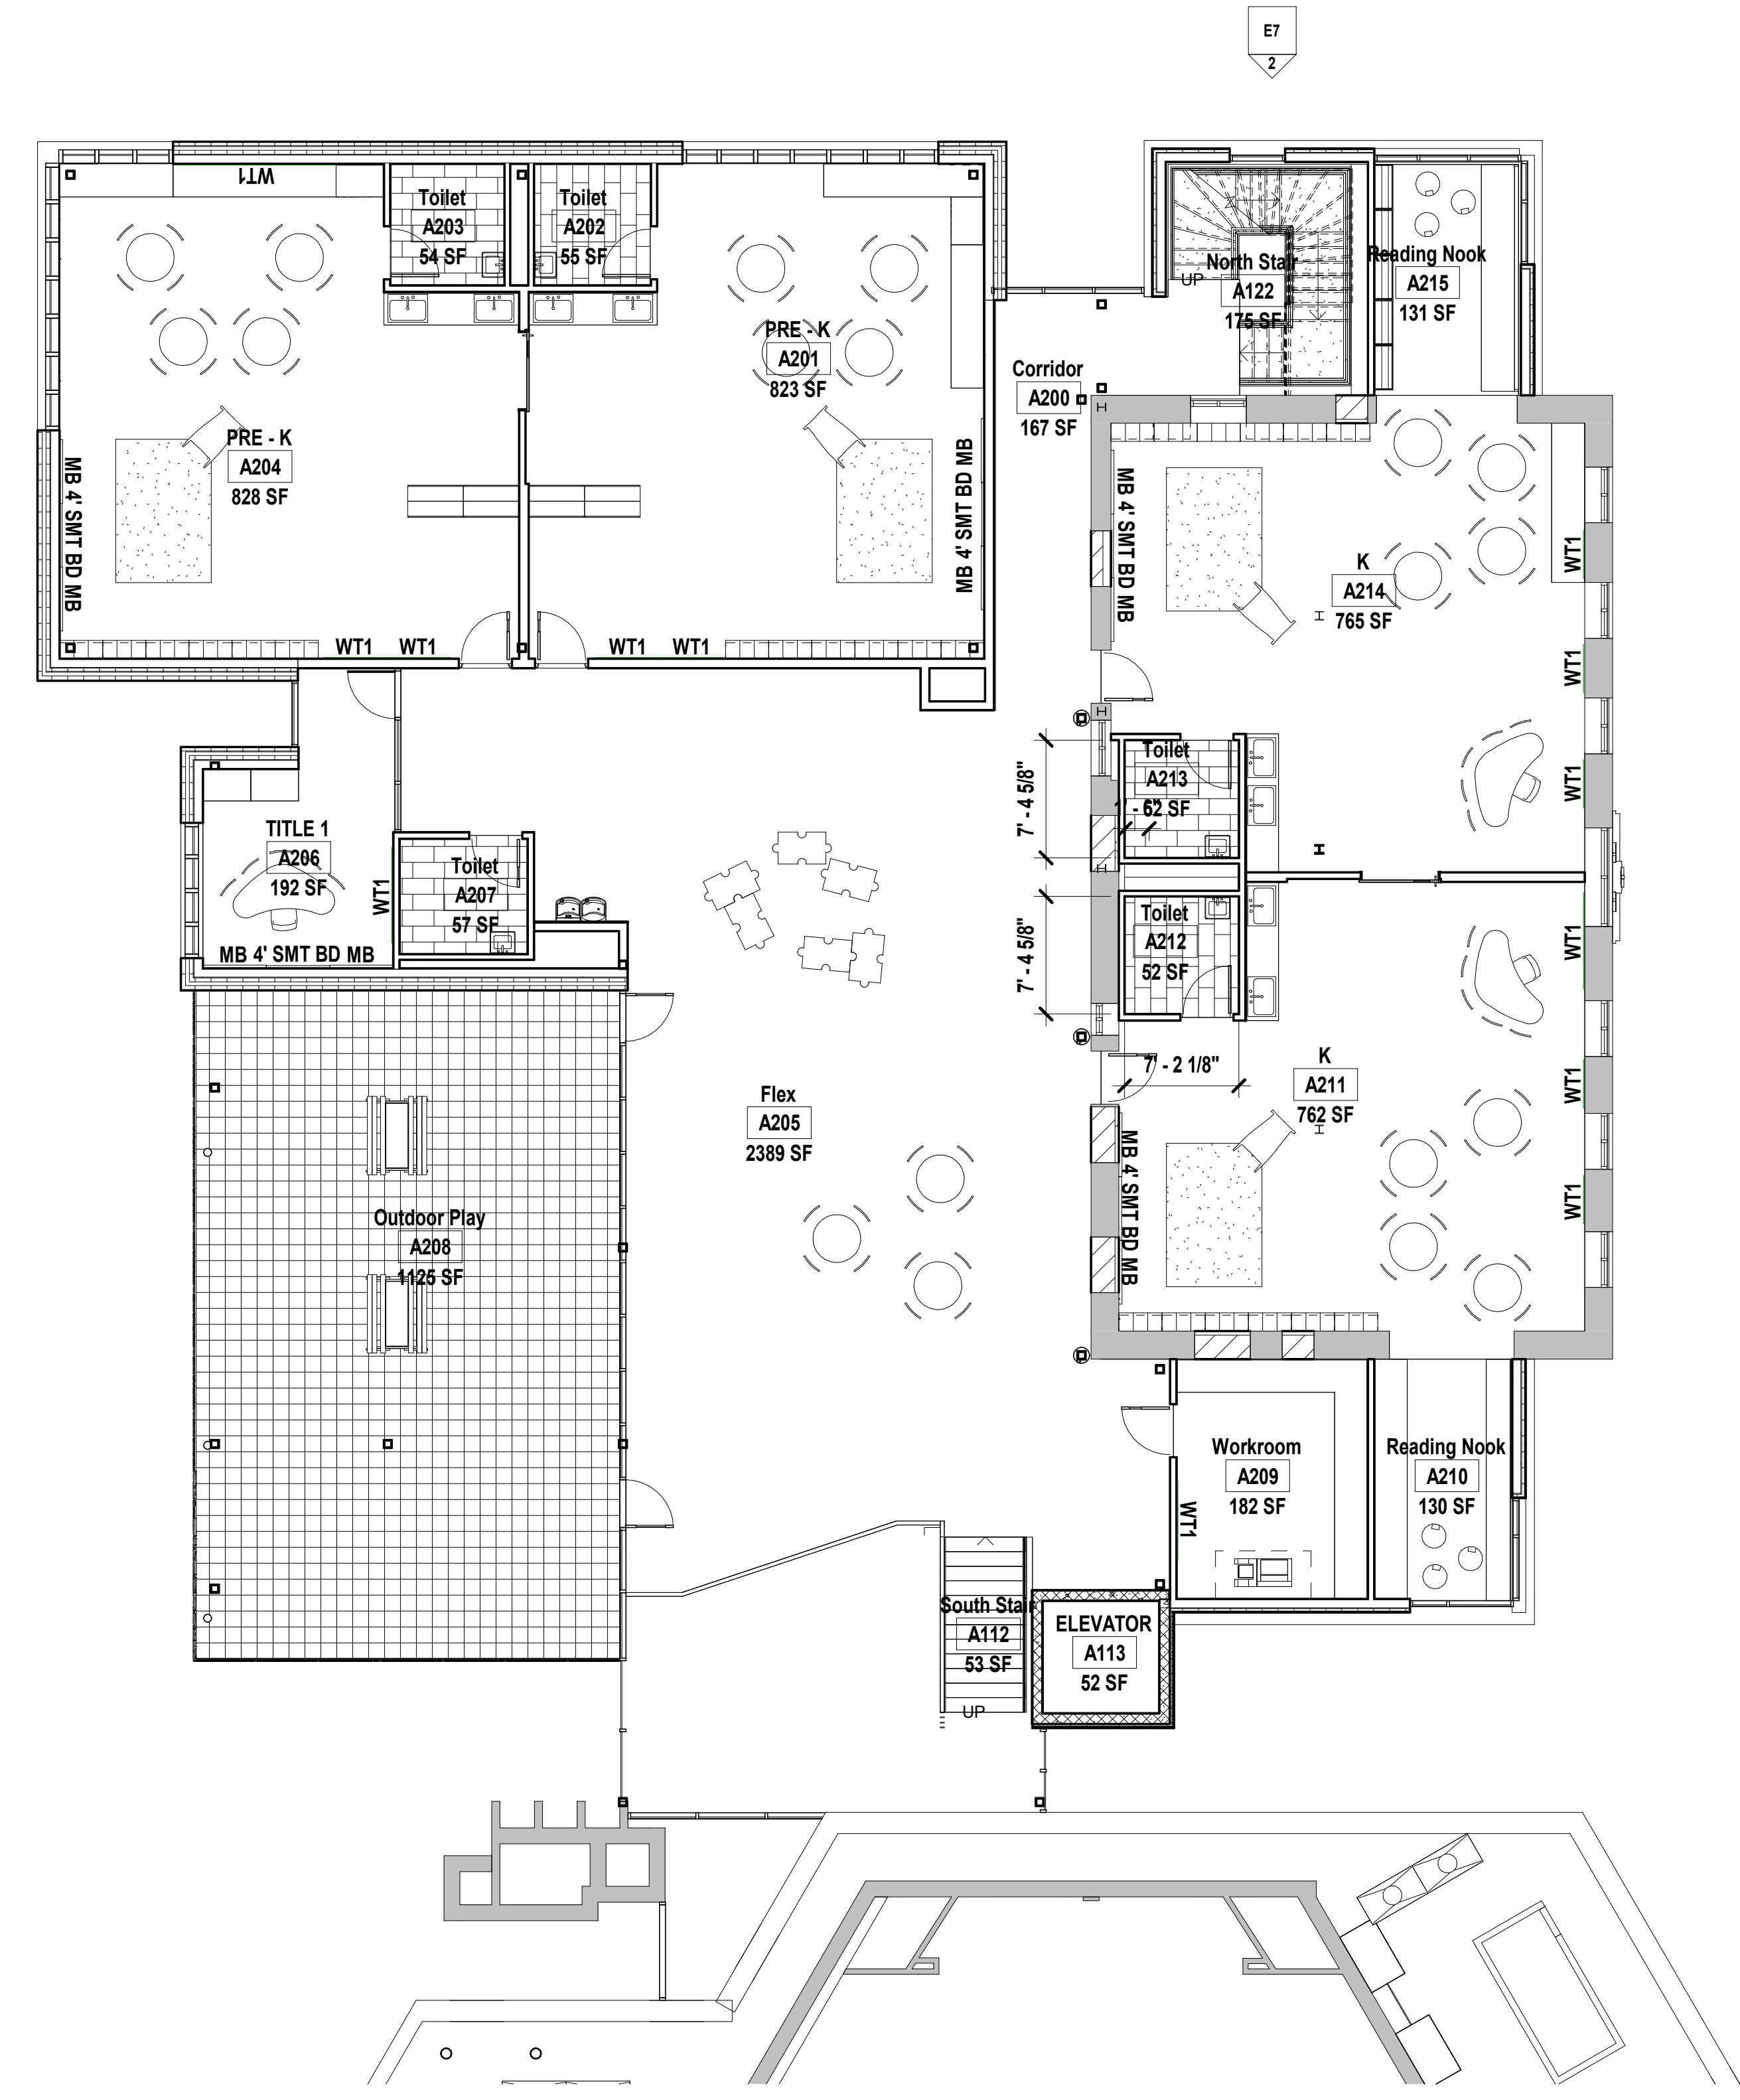 E7
2
WT1
Toilet
A203
54 SF
Toilet
A202
55 SF
PRE - K
A201
823 SF
PRE - K
A204
828 SF
MB 4' SMT BD MB
MB 4' SMT BD MB
WT1
WT1
WT1
WT1
North Stair
A122
175 SF
UP
Reading Nook
A215
131 SF
Corridor
A200
167 SF
MB 4' SMT BD MB
K
A214
765 SF
WT1
WT1
WT1
H
H
H
7' - 4 5/8"
Toilet
A213
52 SF
7' - 4 5/8"
Toilet
A212
52 SF
7' - 2 1/8"
TITLE 1
A206
192 SF
WT1
MB 4' SMT BD MB
Toilet
A207
57 SF
Flex
A205
2389 SF
Outdoor Play
A208
1125 SF
K
A211
762 SF
MB 4' SMT BD MB
WT1
WT1
WT1
Workroom
A209
182 SF
WT1
Reading Nook
A210
130 SF
South Stair
A112
53 SF
UP
ELEVATOR
A113
52 SF